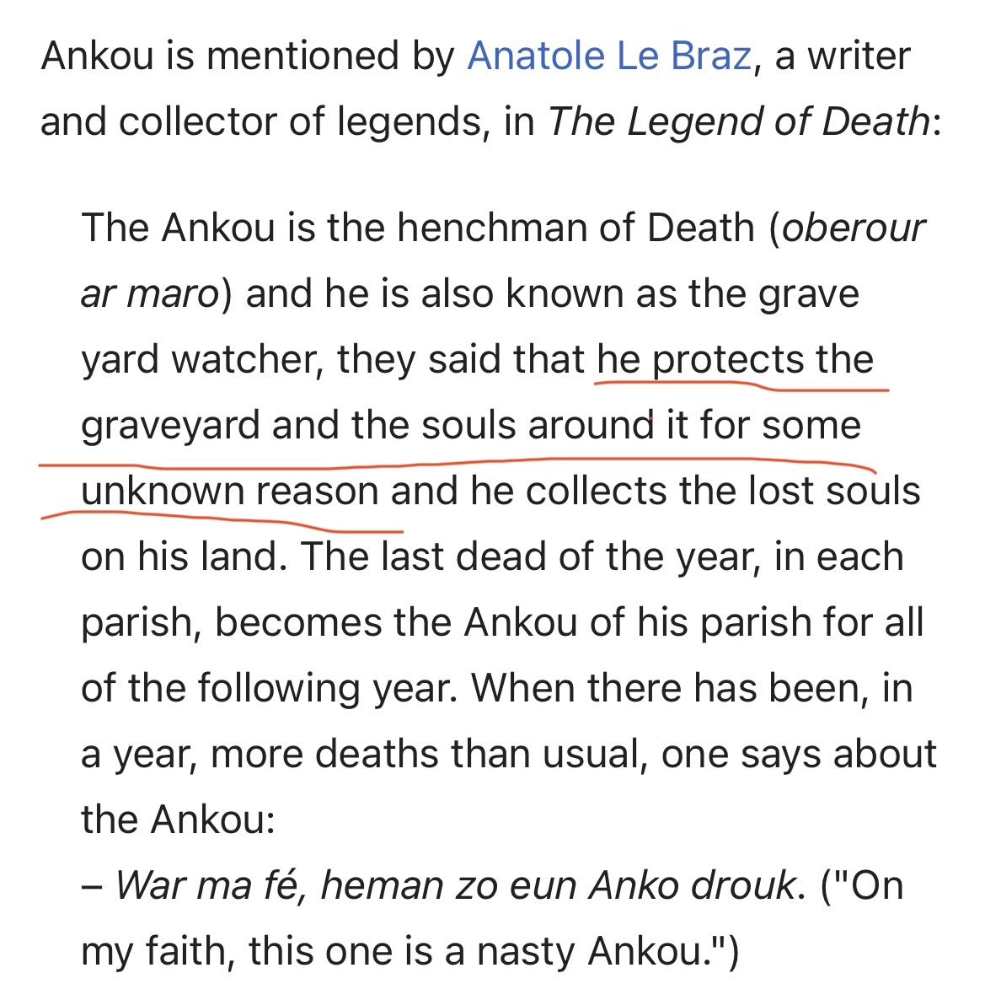 Ankou is mentioned by Anatole Le Braz, a writer
and collector of legends, in The Legend of Death:
The Ankou is the henchman of Death (oberour
ar maro) and he is also known as the grave
yard watcher, they said that he protects the
graveyard and the souls around it for some
unknown reason and he collects the lost souls
on his land. The last dead of the year, in each
parish, becomes the Ankou of his parish for all
of the following year. When there has been, in
a year, more deaths than usual, one says about
the Ankou:
– War ma fé, heman zo eun Anko drouk. ("On
my faith, this one is a nasty Ankou.")